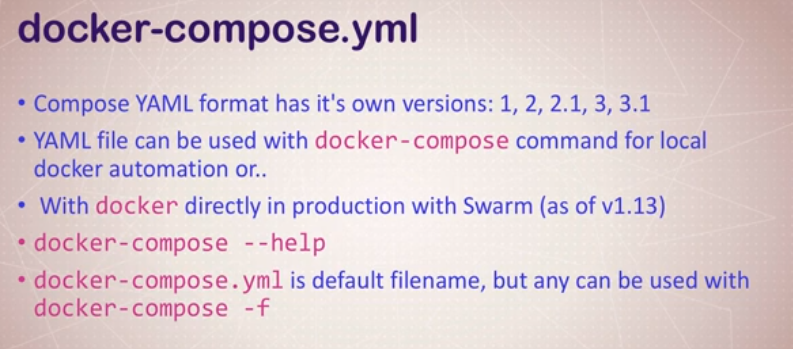 docker-compose.yml
• Compose YAML format has it's own versions: 1, 2, 2.1, 3, 3.1
• YAML file can be used with docker-compose command for local
docker automation or..
• With docker directly in production with Swarm (as of v1.13)
• docker-compose --help
• docker-compose.yml is default filename, but any can be used with
docker-compose -f